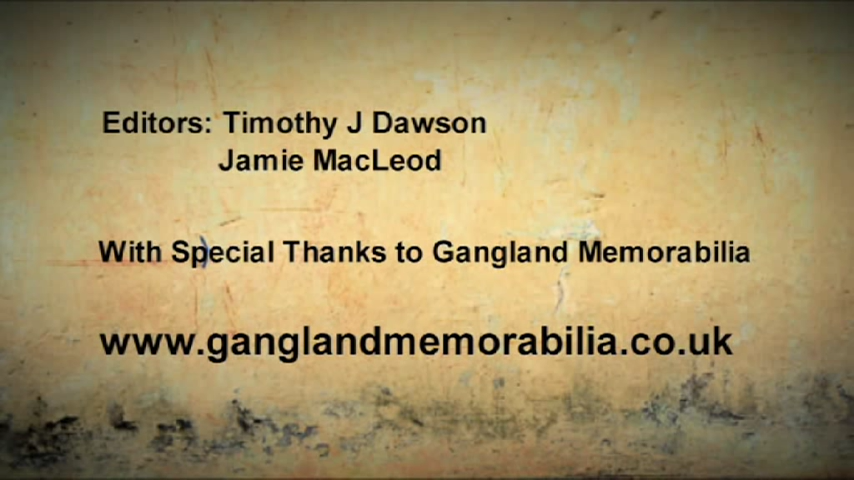 Editors: Timothy J Dawson
Jamie MacLeod
With Special Thanks to Gangland Memorabilia
www.ganglandmemorabilia.co.uk